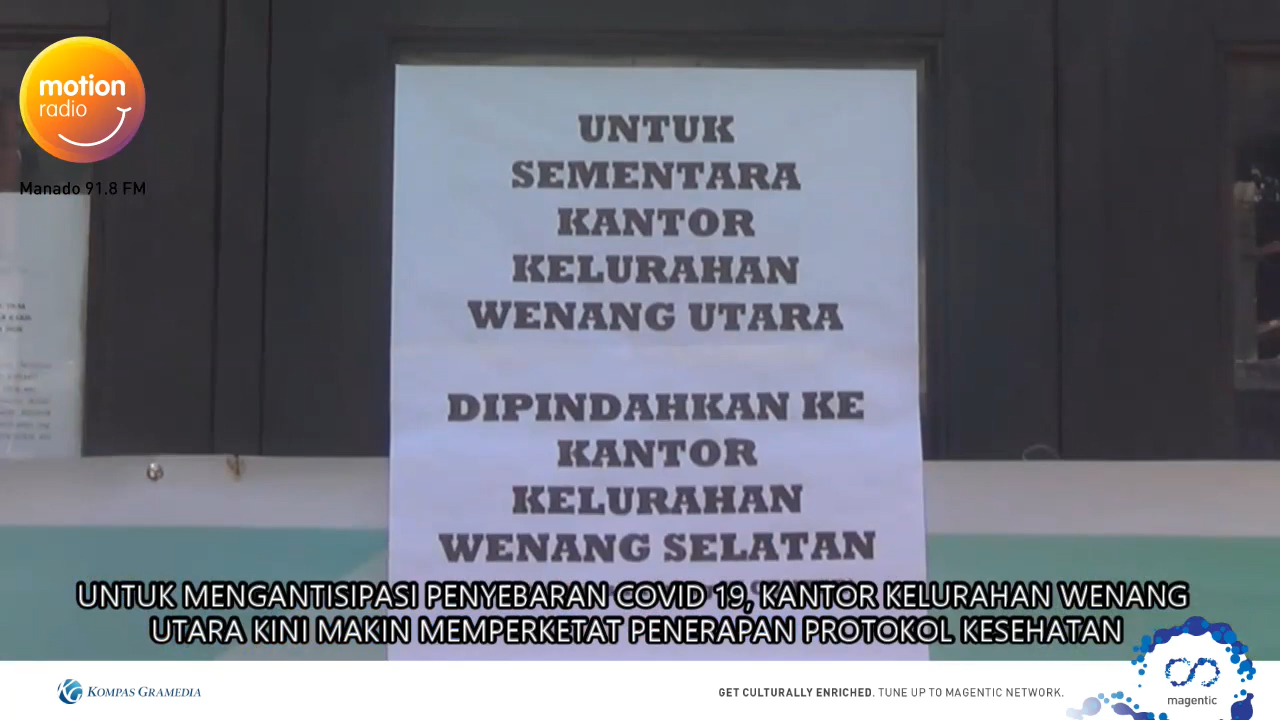 motion
radio
Manado 91.8 FM
UNTUK
SEMENTARA
KANTOR
KELURAHAN
WENANG UTARA
DIPINDAHKAN KE
KANTOR
KELURAHAN
WENANG SELATAN
UNTUK MENGANTISIPASI PENYEBARAN COVID 19, KANTOR KELURAHAN WENANG
UTARA KINI MAKIN MEMPERKETAT PENERAPAN PROTOKOL KESEHATAN
KOMPAS GRAMEDIA
GET CULTURALLY ENRICHED. TUNE UP TO MAGENTIC NETWORK.
magentic